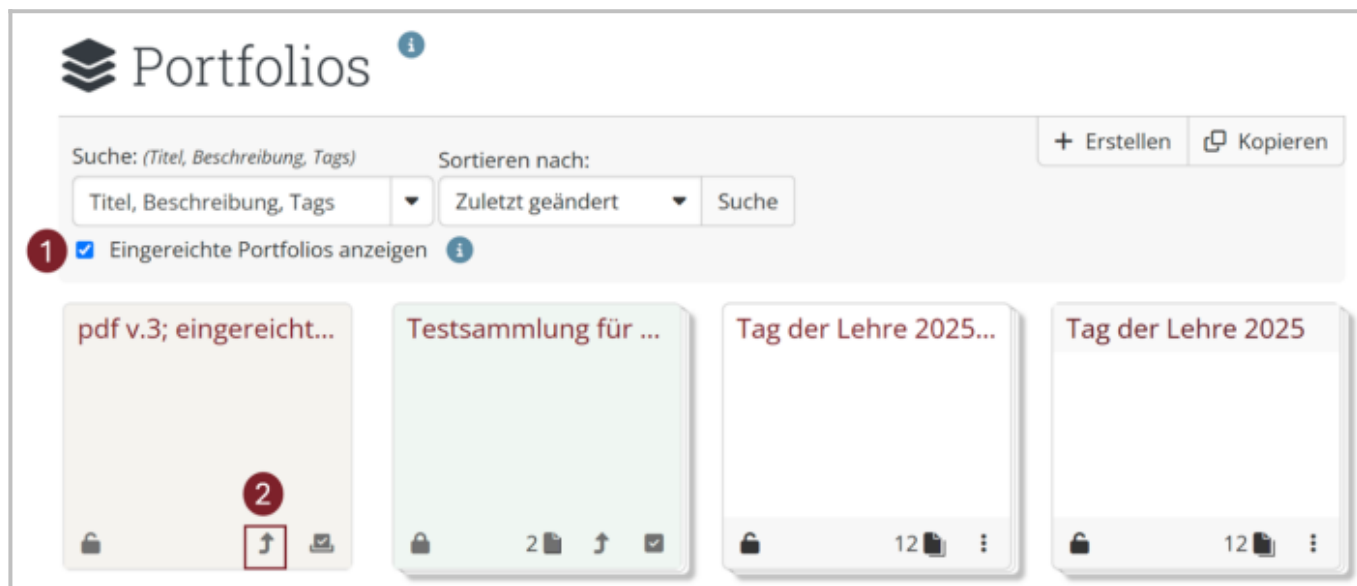 Portfolios
+ Erstellen
Kopieren
Suche: (Titel, Beschreibung, Tags)
Sortieren nach:
Titel, Beschreibung, Tags
Zuletzt geändert
Suche
1
Eingereichte Portfolios anzeigen
pdf v.3; eingereicht...
Testsammlung für ...
Tag der Lehre 2025...
Tag der Lehre 2025
2
2
12
12